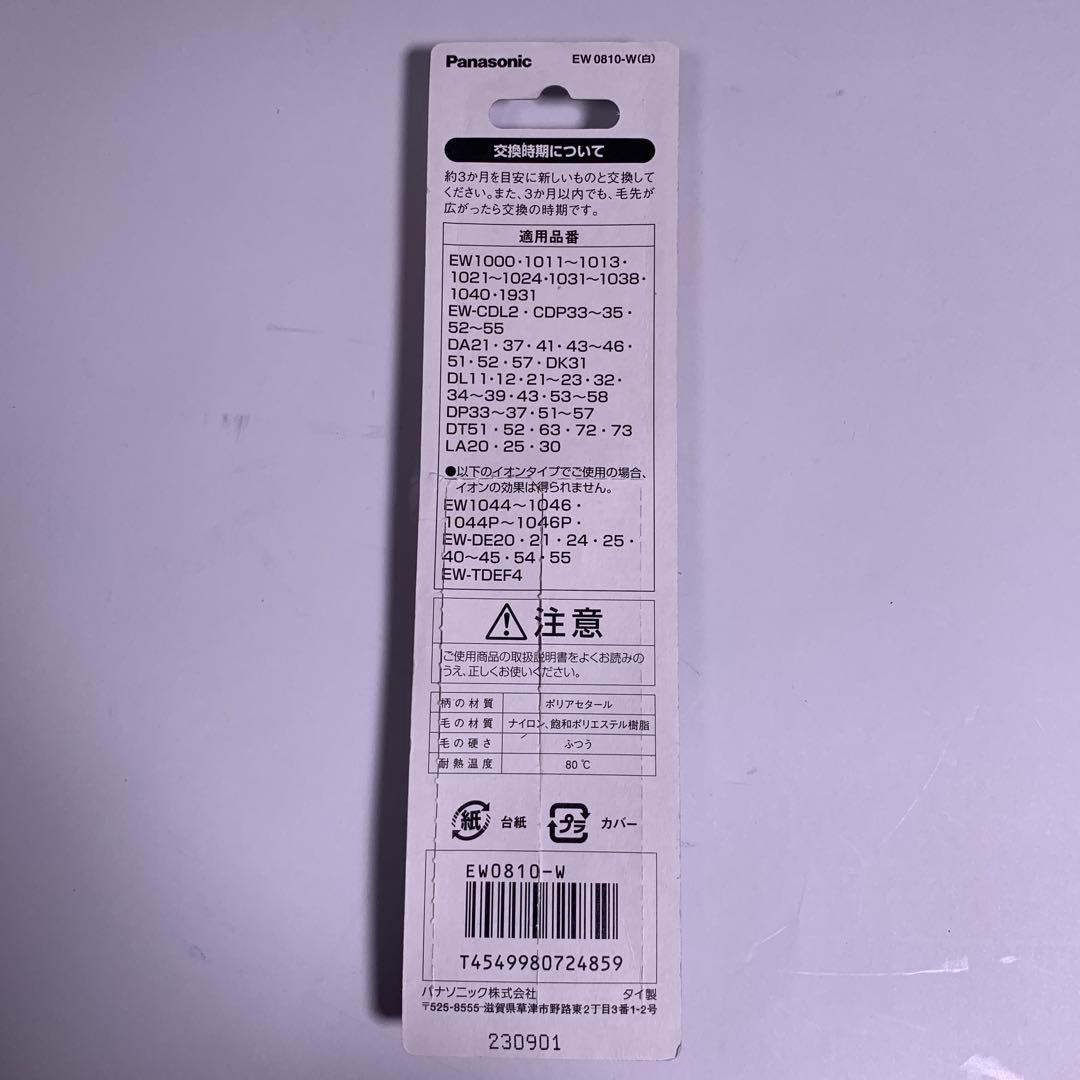 Panasonic EW 0810-W(白)
交換時期について
約3か月を目安に新しいものと交換して
ください。また、3か月以内でも、毛先が
広がったら交換の時期です。
適用品番
EW1000・1011～1013・
1021～1024・1031～1038・
1040・1931
EW-CDL2・CDP33～35・
52～55
DA21・37・41・43～46・
51・52・57・DK31
DL11・12・21～23・32・
34～39・43・53～58
DP33～37・51～57
DT51・52・63・72・73
LA20・25・30
●以下のイオンタイプでご使用の場合、
イオンの効果は得られません。
EW1044～1046・
1044P～1046P・
EW-DE20・21・24・25・
40～45・54・55
EW-TDEF4
注意
ご使用商品の取扱説明書をよくお読みの
うえ、正しくお使いください。
柄の材質 ポリアセタール
毛の材質 ナイロン、飽和ポリエステル樹脂
毛の硬さ ふつう
耐熱温度 80℃
紙 台紙 プラ カバー
EW0810-W
T4549980724859
パナソニック株式会社 タイ製
〒525-8555 滋賀県草津市野路東2丁目3番1-2号
230901